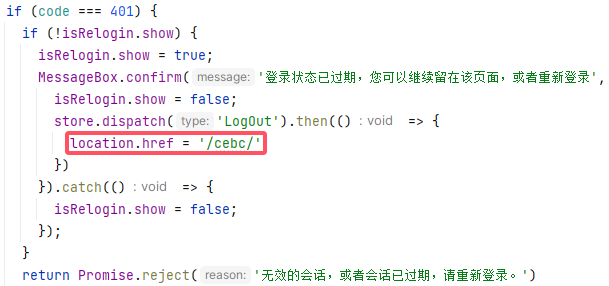 if (code === 401) {
if (!isRelogin.show) {
isRelogin.show = true;
MessageBox.confirm( message: '登录状态已过期，您可以继续留在该页面，或者重新登录',
isRelogin.show = false;
store.dispatch( type: 'LogOut').then(() : void => {
location.href = '/cebc/'
})
}).catch(() : void => {
isRelogin.show = false;
});
}
return Promise.reject( reason: '无效的会话，或者会话已过期，请重新登录。')